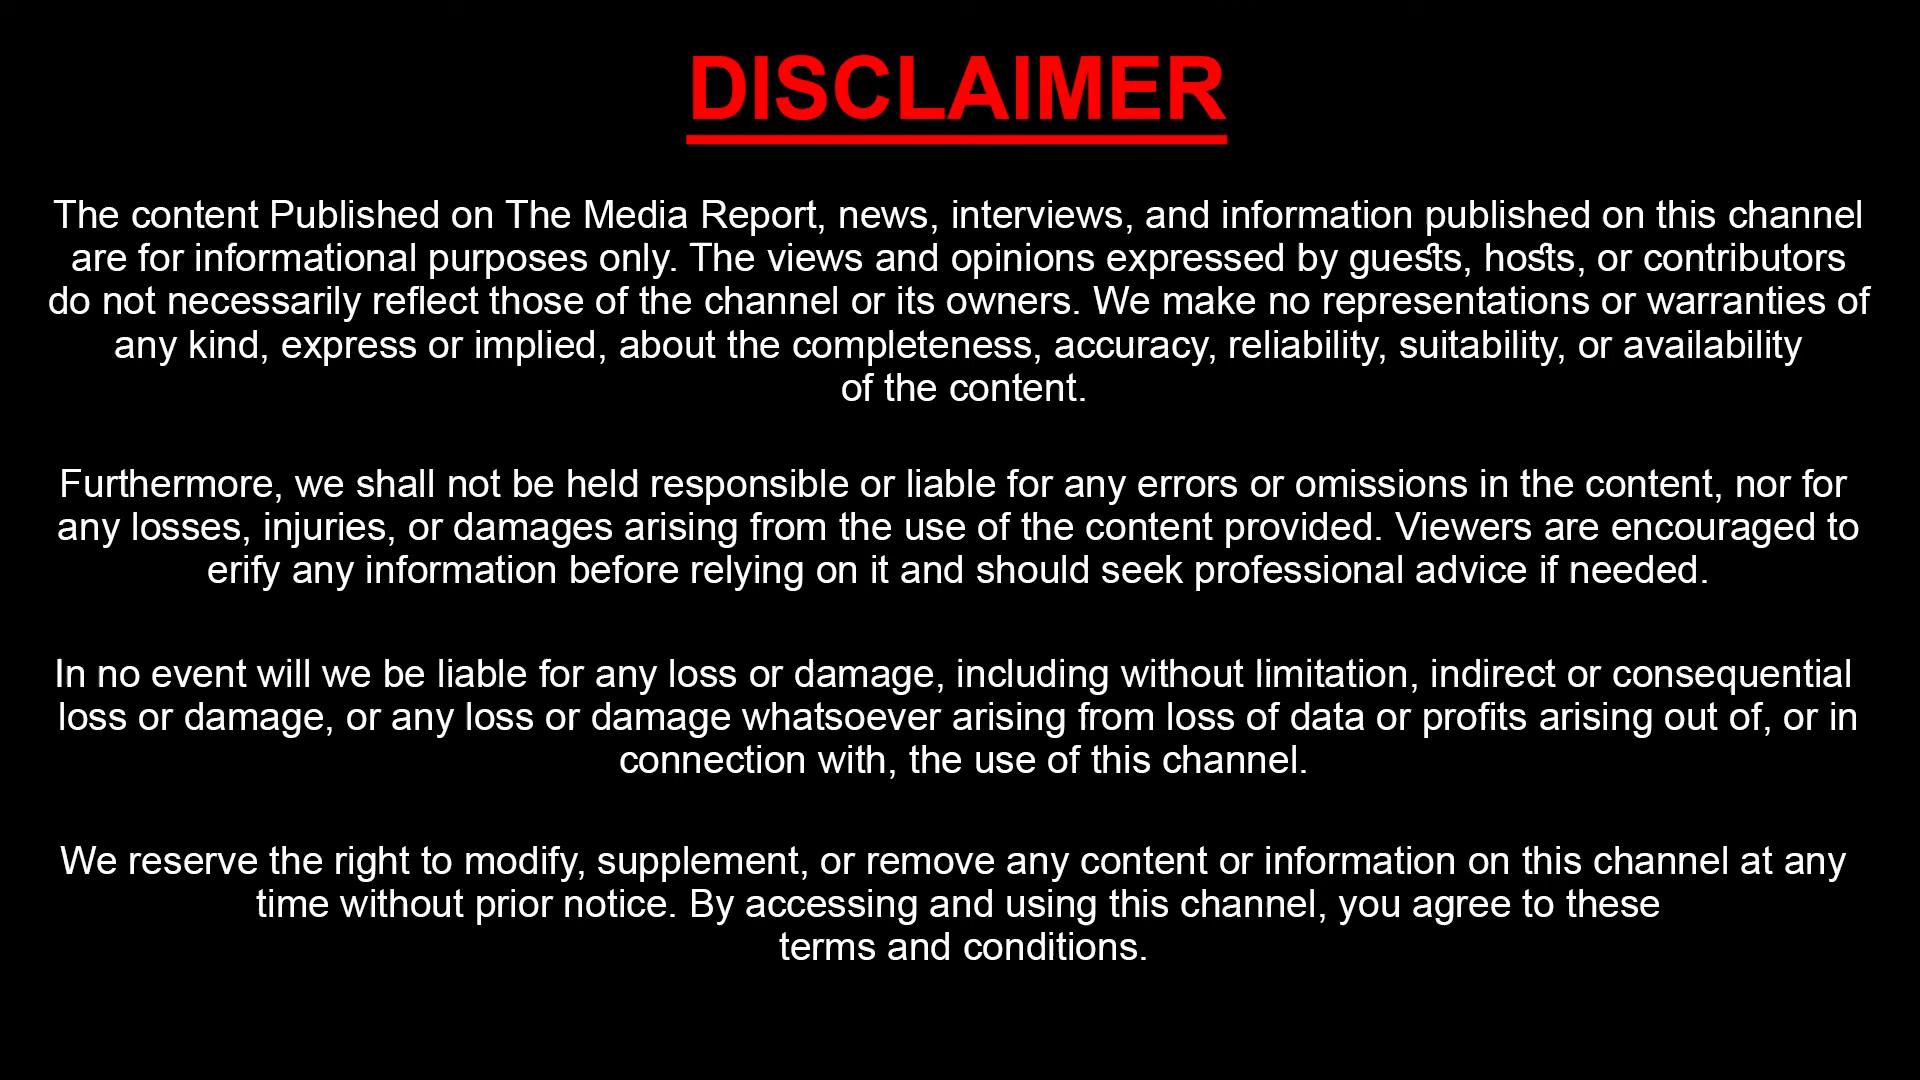 DISCLAIMER
The content Published on The Media Report, news, interviews, and information published on this channel
are for informational purposes only. The views and opinions expressed by guests, hosts, or contributors
do not necessarily reflect those of the channel or its owners. We make no representations or warranties of
any kind, express or implied, about the completeness, accuracy, reliability, suitability, or availability
of the content.
Furthermore, we shall not be held responsible or liable for any errors or omissions in the content, nor for
any losses, injuries, or damages arising from the use of the content provided. Viewers are encouraged to
erify any information before relying on it and should seek professional advice if needed.
In no event will we be liable for any loss or damage, including without limitation, indirect or consequential
loss or damage, or any loss or damage whatsoever arising from loss of data or profits arising out of, or in
connection with, the use of this channel.
We reserve the right to modify, supplement, or remove any content or information on this channel at any
time without prior notice. By accessing and using this channel, you agree to these
terms and conditions.